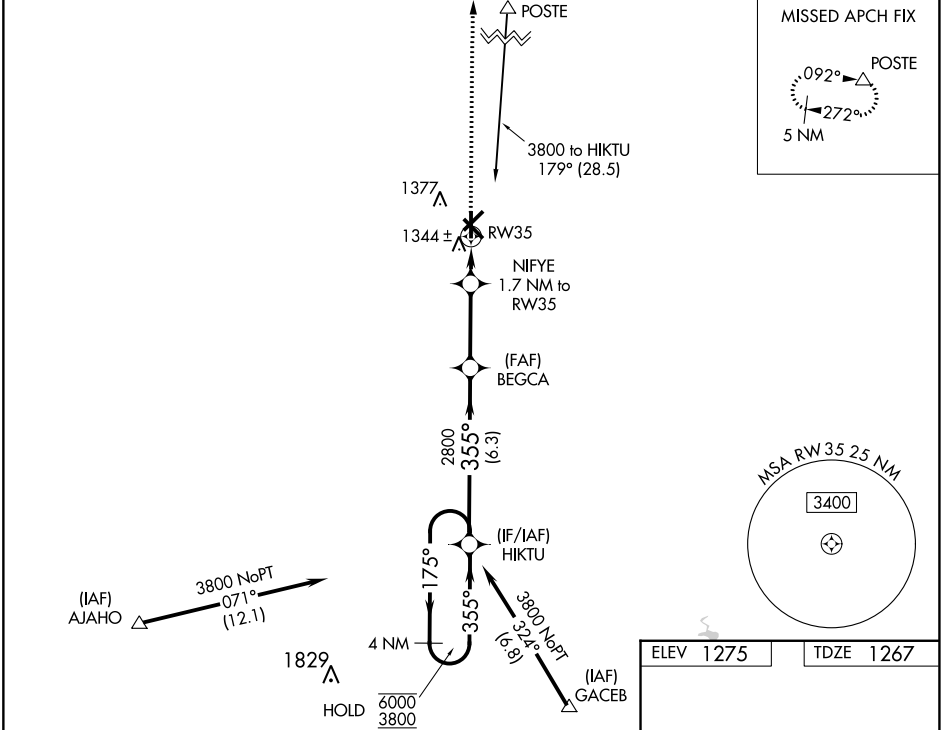 POSTE
MISSED APCH FIX
POSTE
092°
272°
5 NM
3800 to HIKTU
179° (28.5)
1377
1344 ±
RW35
NIFYE
1.7 NM to
RW35
(FAF)
BEGCA
2800
355°
(6.3)
MSA RW35 25 NM
3400
(IF/IAF)
HIKTU
175°
355°
3800 NoPT
071°
(12.1)
(IAF)
AJAHO
3800 NoPT
324°
(6.8)
4 NM
1829
(IAF)
GACEB
HOLD
6000
3800
ELEV 1275
TDZE 1267